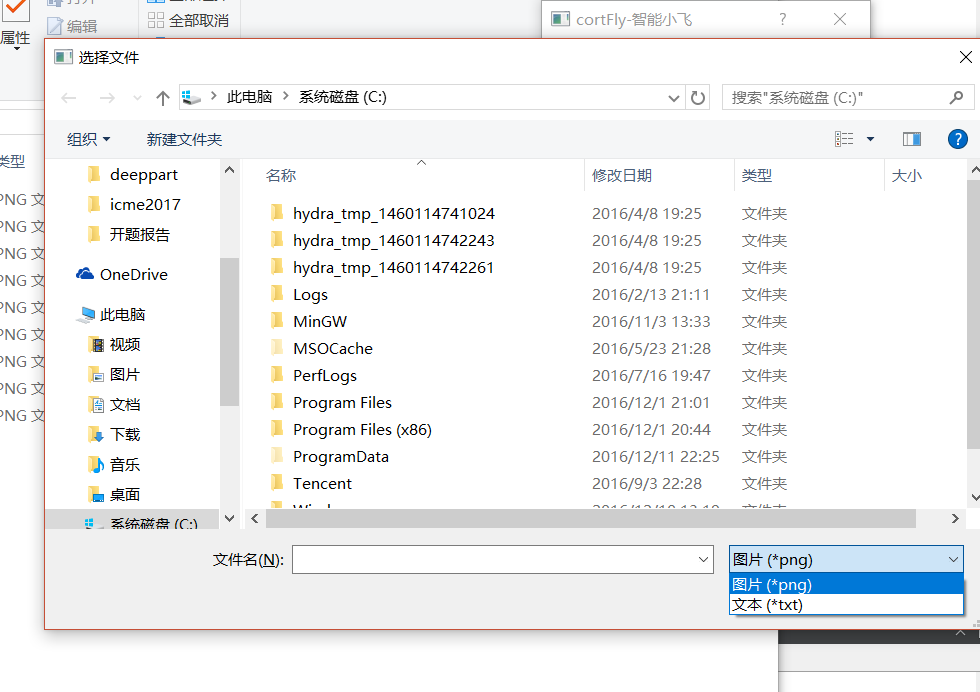 全部取消
编辑
属性
cortFly-智能小飞
选择文件
此电脑 系统磁盘 (C:)
搜索"系统磁盘 (C:)"
组织 新建文件夹
类型
PNG 文
PNG 文
PNG 文
PNG 文
PNG 文
PNG 文
PNG 文
PNG 文
PNG 文
deeppart
icme2017
开题报告
OneDrive
此电脑
视频
图片
文档
下载
音乐
桌面
系统磁盘 (C:)
名称 修改日期 类型 大小
hydra_tmp_1460114741024 2016/4/8 19:25 文件夹
hydra_tmp_1460114742243 2016/4/8 19:25 文件夹
hydra_tmp_1460114742261 2016/4/8 19:25 文件夹
Logs 2016/2/13 21:11 文件夹
MinGW 2016/11/3 13:33 文件夹
MSOCache 2016/5/23 21:28 文件夹
PerfLogs 2016/7/16 19:47 文件夹
Program Files 2016/12/1 21:01 文件夹
Program Files (x86) 2016/12/1 20:44 文件夹
ProgramData 2016/12/11 22:25 文件夹
Tencent 2016/9/3 22:28 文件夹
文件名(N):
图片 (*png)
图片 (*png)
文本 (*txt)